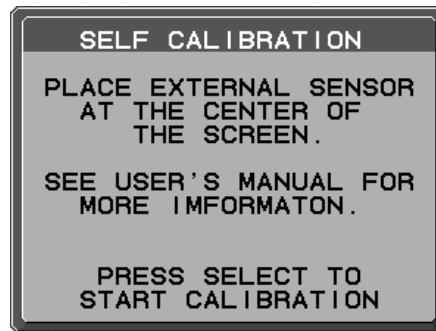 SELF CALIBRATION
PLACE EXTERNAL SENSOR
AT THE CENTER OF
THE SCREEN.
SEE USER'S MANUAL FOR
MORE IMFORMATON.
PRESS SELECT TO
START CALIBRATION